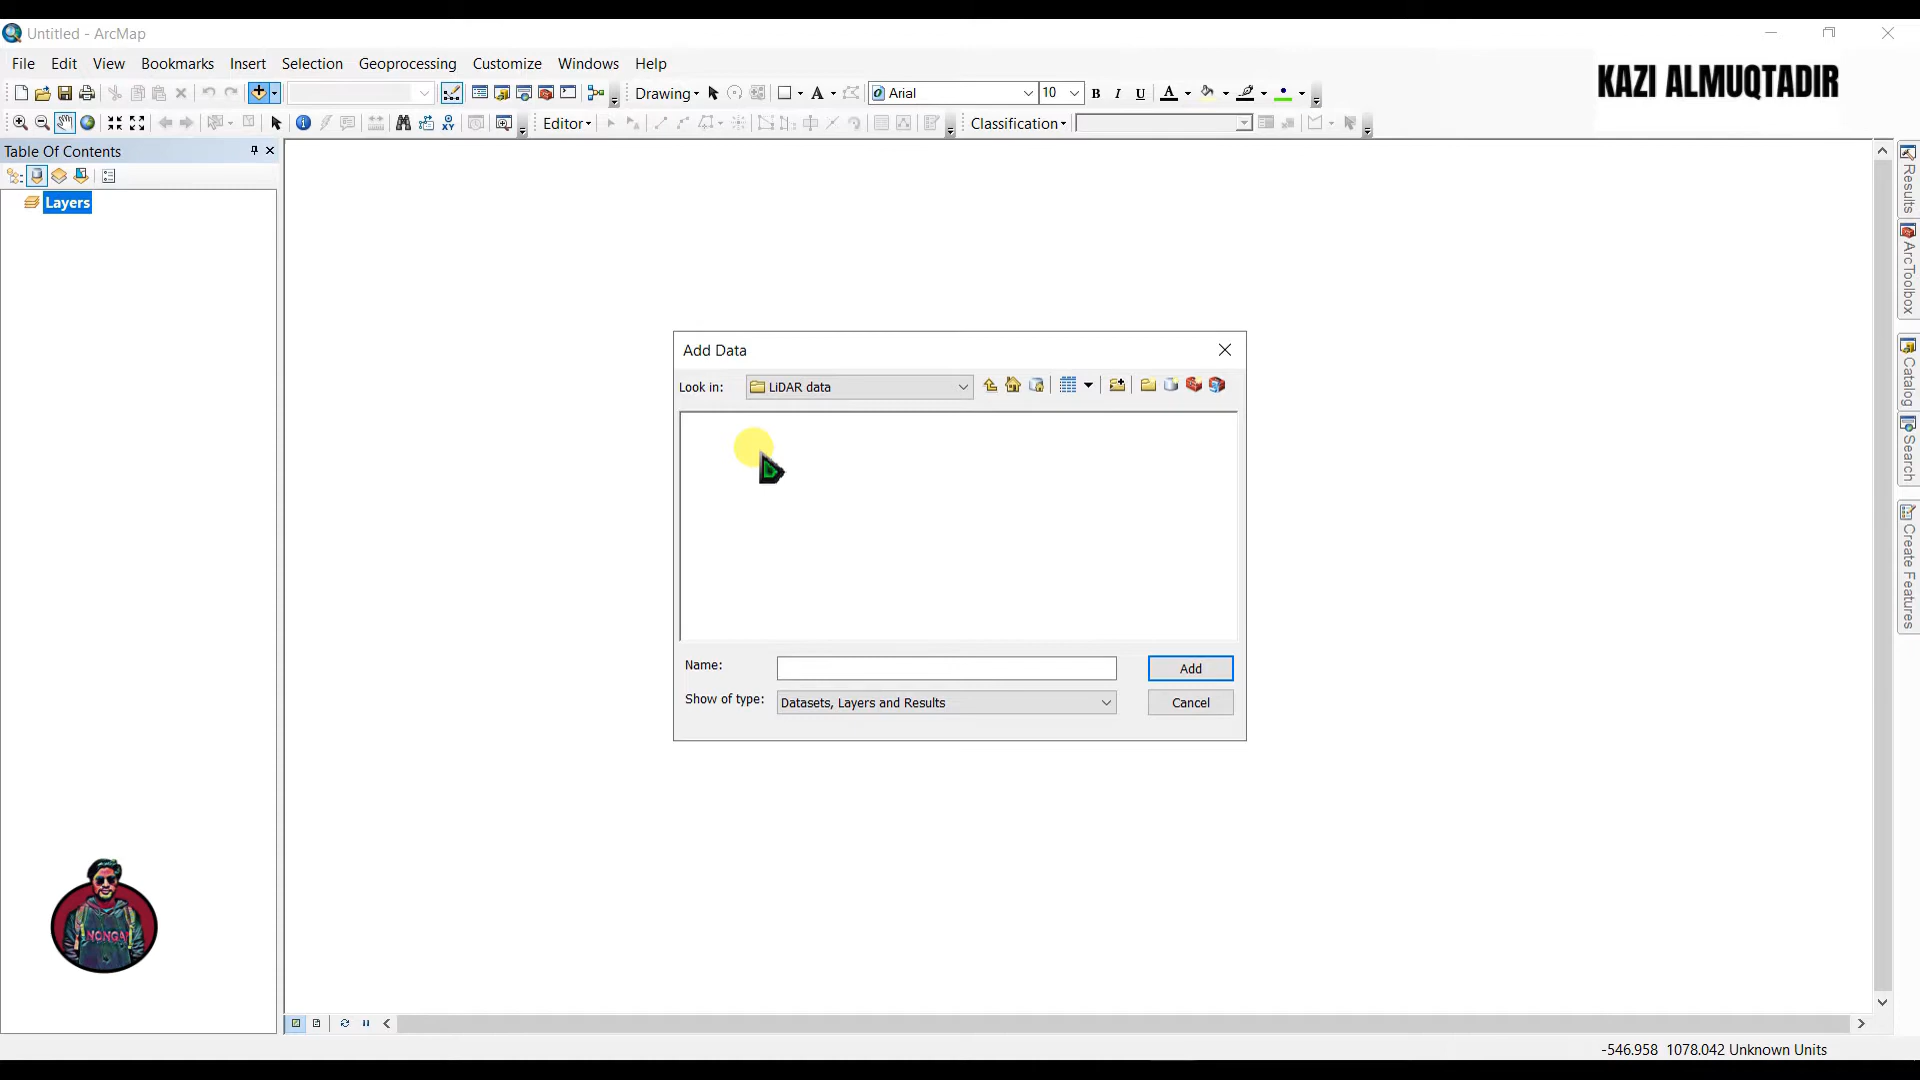 Untitled - ArcMap
File Edit View Bookmarks Insert Selection Geoprocessing Customize Windows Help
KAZI ALMUQTADIR
Drawing Arial 10 B I U A
Editor Classification
Table Of Contents
Layers
Add Data
Look in: LiDAR data
Name:
Add
Show of type: Datasets, Layers and Results
Cancel
Results
ArcToolbox
Catalog
Search
Create Features
NONGAR
-546.958 1078.042 Unknown Units